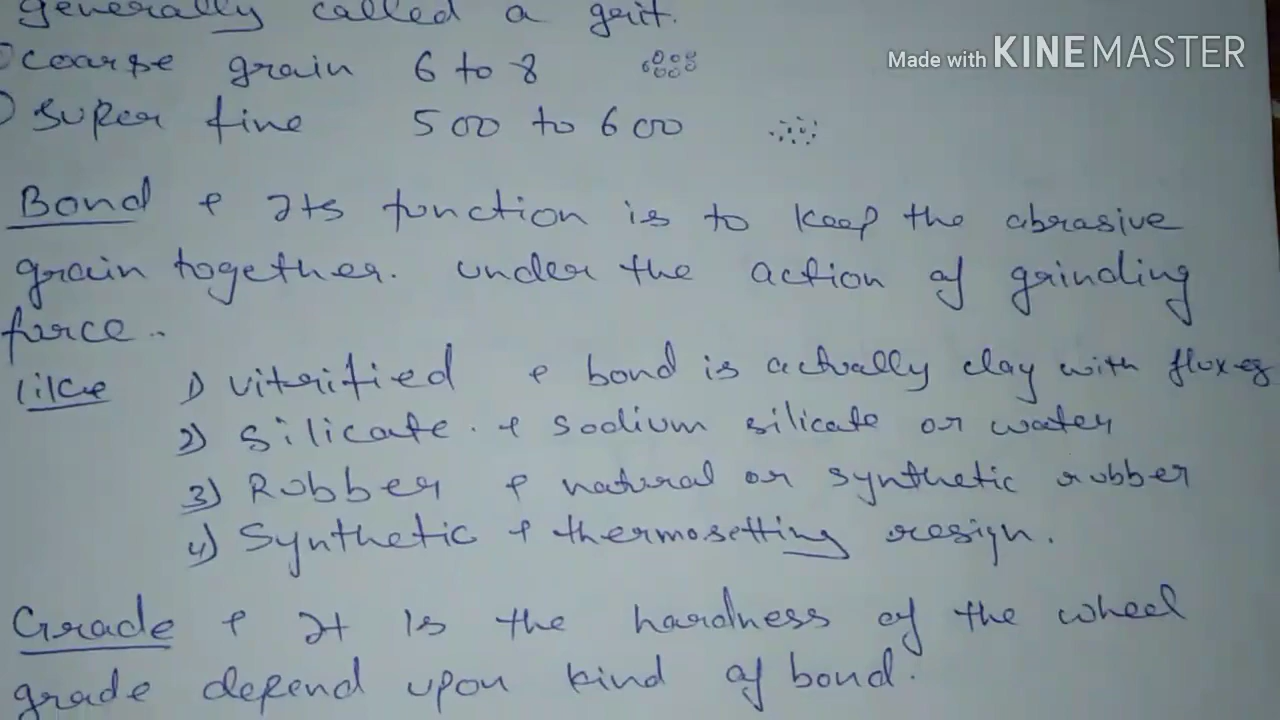 generally called a grit.
Coarse grain 6 to 8
Super fine 500 to 600
Made with KINEMASTER
Bond : Its function is to keep the abrasive
grain together. under the action of grinding
force..
like 1) vitrified : bond is actually clay with fluxes
2) Silicate : Sodium silicate or water
3) Rubber : natural or synthetic rubber
4) Synthetic : thermosetting resign.
Grade : It is the hardness of the wheel
grade depend upon kind of bond.